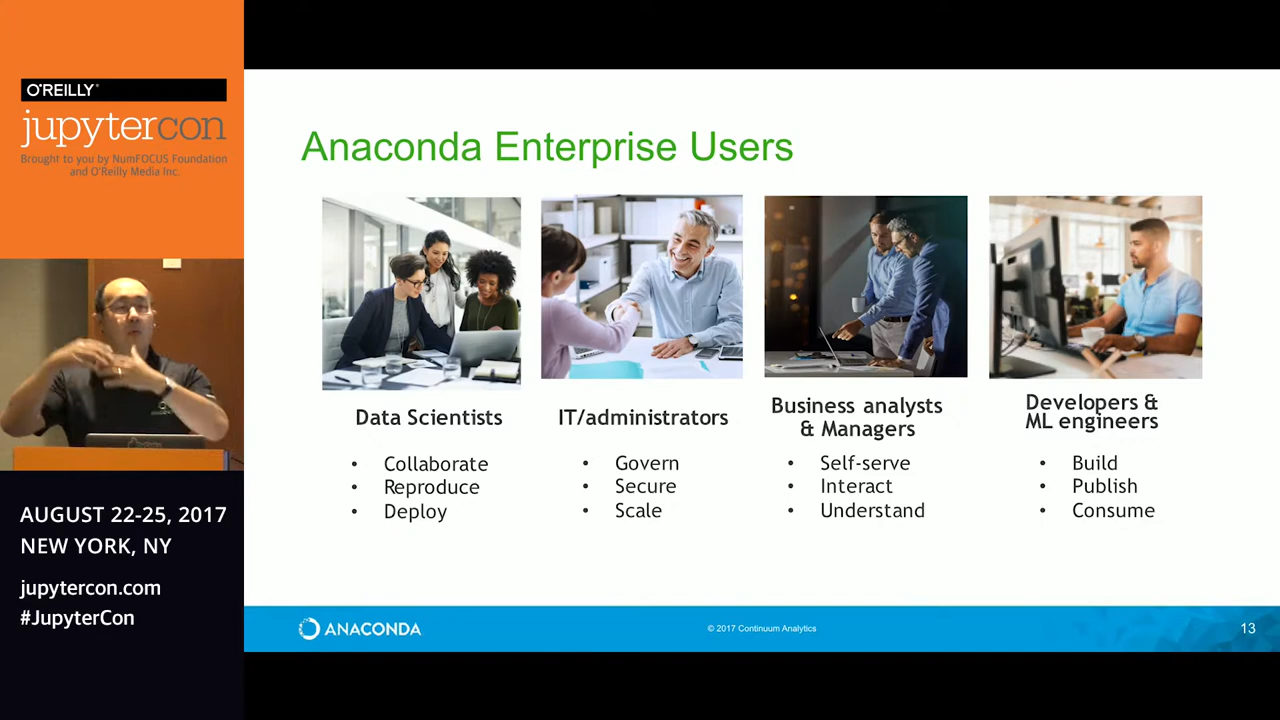 O'REILLY®
jupytercon
Brought to you by NumFOCUS Foundation
and O'Reilly Media Inc.
AUGUST 22-25, 2017
NEW YORK, NY
jupytercon.com
#JupyterCon
Anaconda Enterprise Users
Data Scientists
• Collaborate
• Reproduce
• Deploy
IT/administrators
• Govern
• Secure
• Scale
Business analysts
& Managers
• Self-serve
• Interact
• Understand
Developers &
ML engineers
• Build
• Publish
• Consume
ANACONDA
© 2017 Continuum Analytics
13